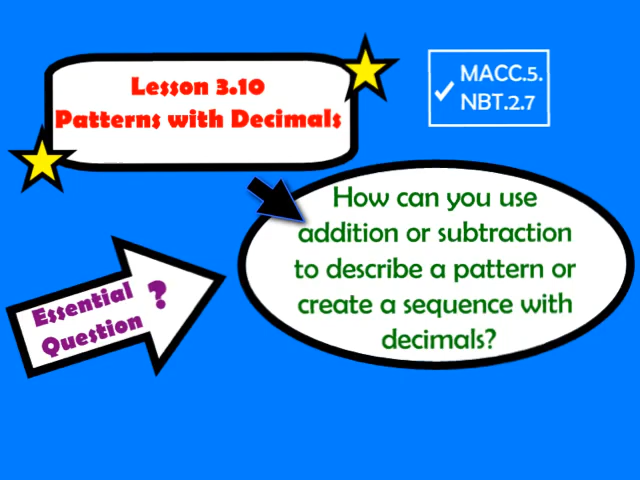 Lesson 3.10
Patterns with Decimals
MACC.5.
NBT.2.7
How can you use
addition or subtraction
to describe a pattern or
create a sequence with
decimals?
Essential
Question
?